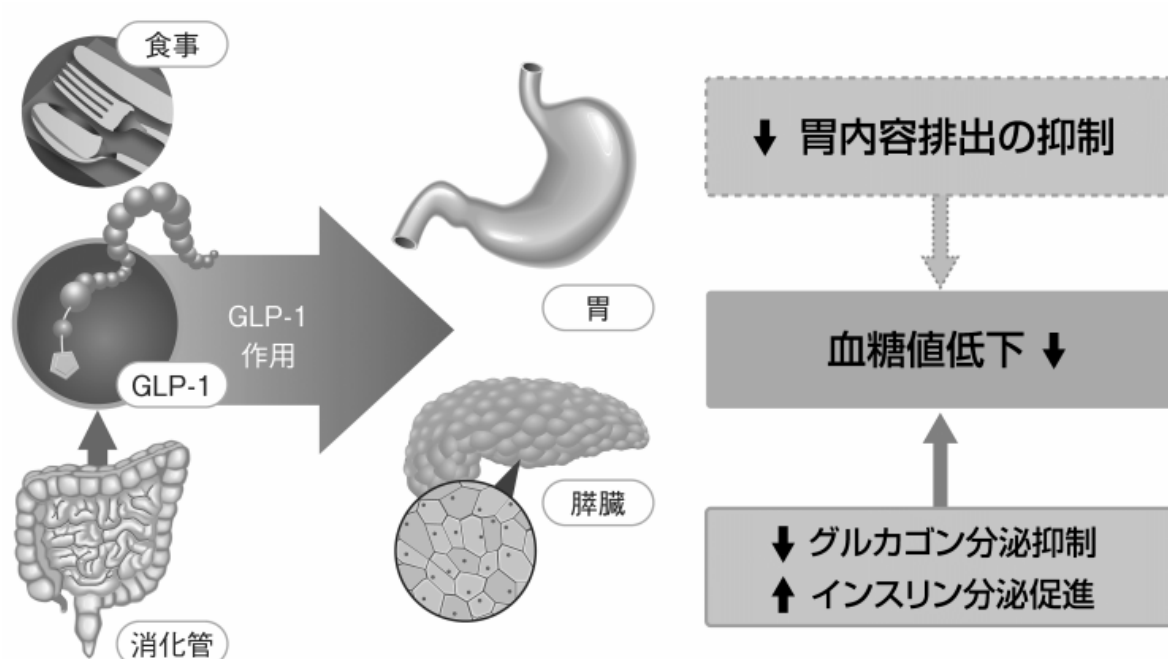 食事
GLP-1
作用
GLP-1
消化管
胃
膵臓
↓ 胃内容排出の抑制
血糖値低下 ↓
↓ グルカゴン分泌抑制
↑ インスリン分泌促進